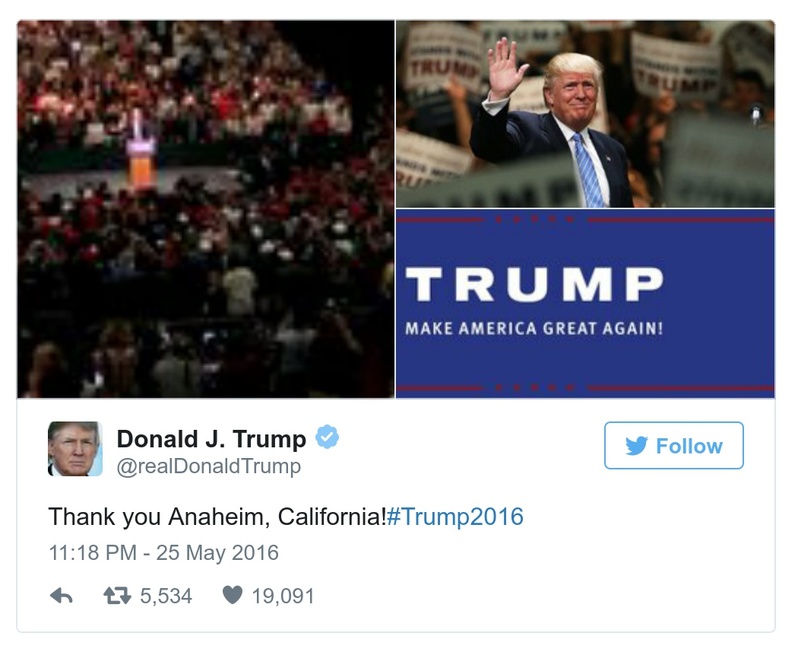 TRUMP
TRUMP
TRUMP
TRUMP
MAKE AMERICA GREAT AGAIN!
Donald J. Trump
@realDonaldTrump
Follow
Thank you Anaheim, California!#Trump2016
11:18 PM - 25 May 2016
5,534
19,091